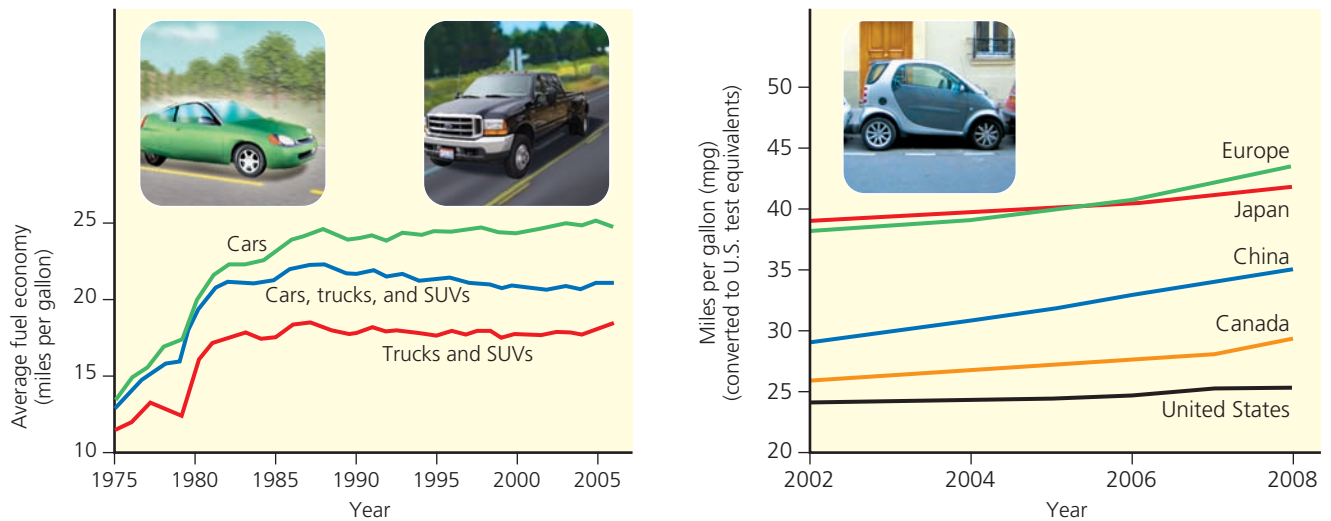 Average fuel economy
(miles per gallon)
25
20
15
10
Cars
Cars, trucks, and SUVs
Trucks and SUVs
1975 1980 1985 1990 1995 2000 2005
Year
Miles per gallon (mpg)
(converted to U.S. test equivalents)
50
45
40
35
30
25
20
Europe
Japan
China
Canada
United States
2002 2004 2006 2008
Year